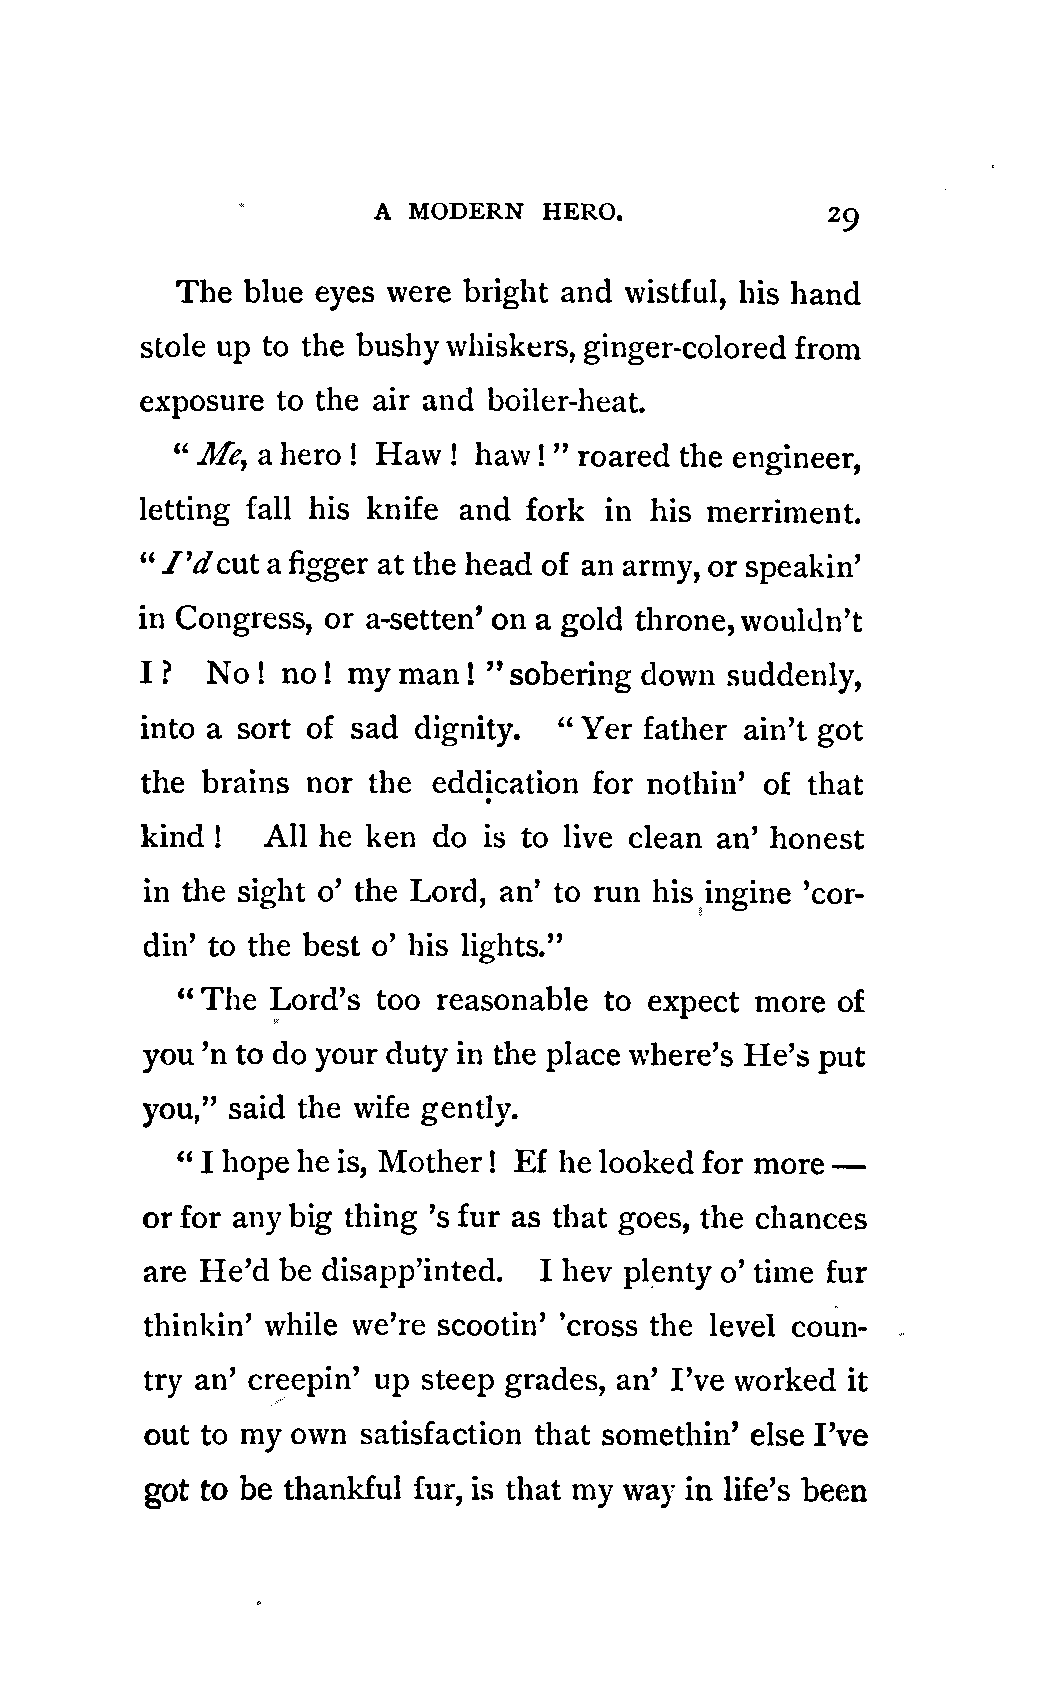 A MODERN HERO. 29
The blue eyes were bright and wistful, his hand
stole up to the bushy whiskers, ginger-colored from
exposure to the air and boiler-heat.
“ Me, a hero ! Haw ! haw ! ” roared the engineer,
letting fall his knife and fork in his merriment.
“ I’d cut a figger at the head of an army, or speakin’
in Congress, or a-setten’ on a gold throne, wouldn’t
I ? No ! no ! my man ! ” sobering down suddenly,
into a sort of sad dignity. “ Yer father ain’t got
the brains nor the eddication for nothin’ of that
kind ! All he ken do is to live clean an’ honest
in the sight o’ the Lord, an’ to run his ingine ’cor-
din’ to the best o’ his lights.”
“ The Lord’s too reasonable to expect more of
you ’n to do your duty in the place where’s He’s put
you,” said the wife gently.
“ I hope he is, Mother ! Ef he looked for more —
or for any big thing ’s fur as that goes, the chances
are He’d be disapp’inted. I hev plenty o’ time fur
thinkin’ while we’re scootin’ ’cross the level coun-
try an’ creepin’ up steep grades, an’ I’ve worked it
out to my own satisfaction that somethin’ else I’ve
got to be thankful fur, is that my way in life’s been